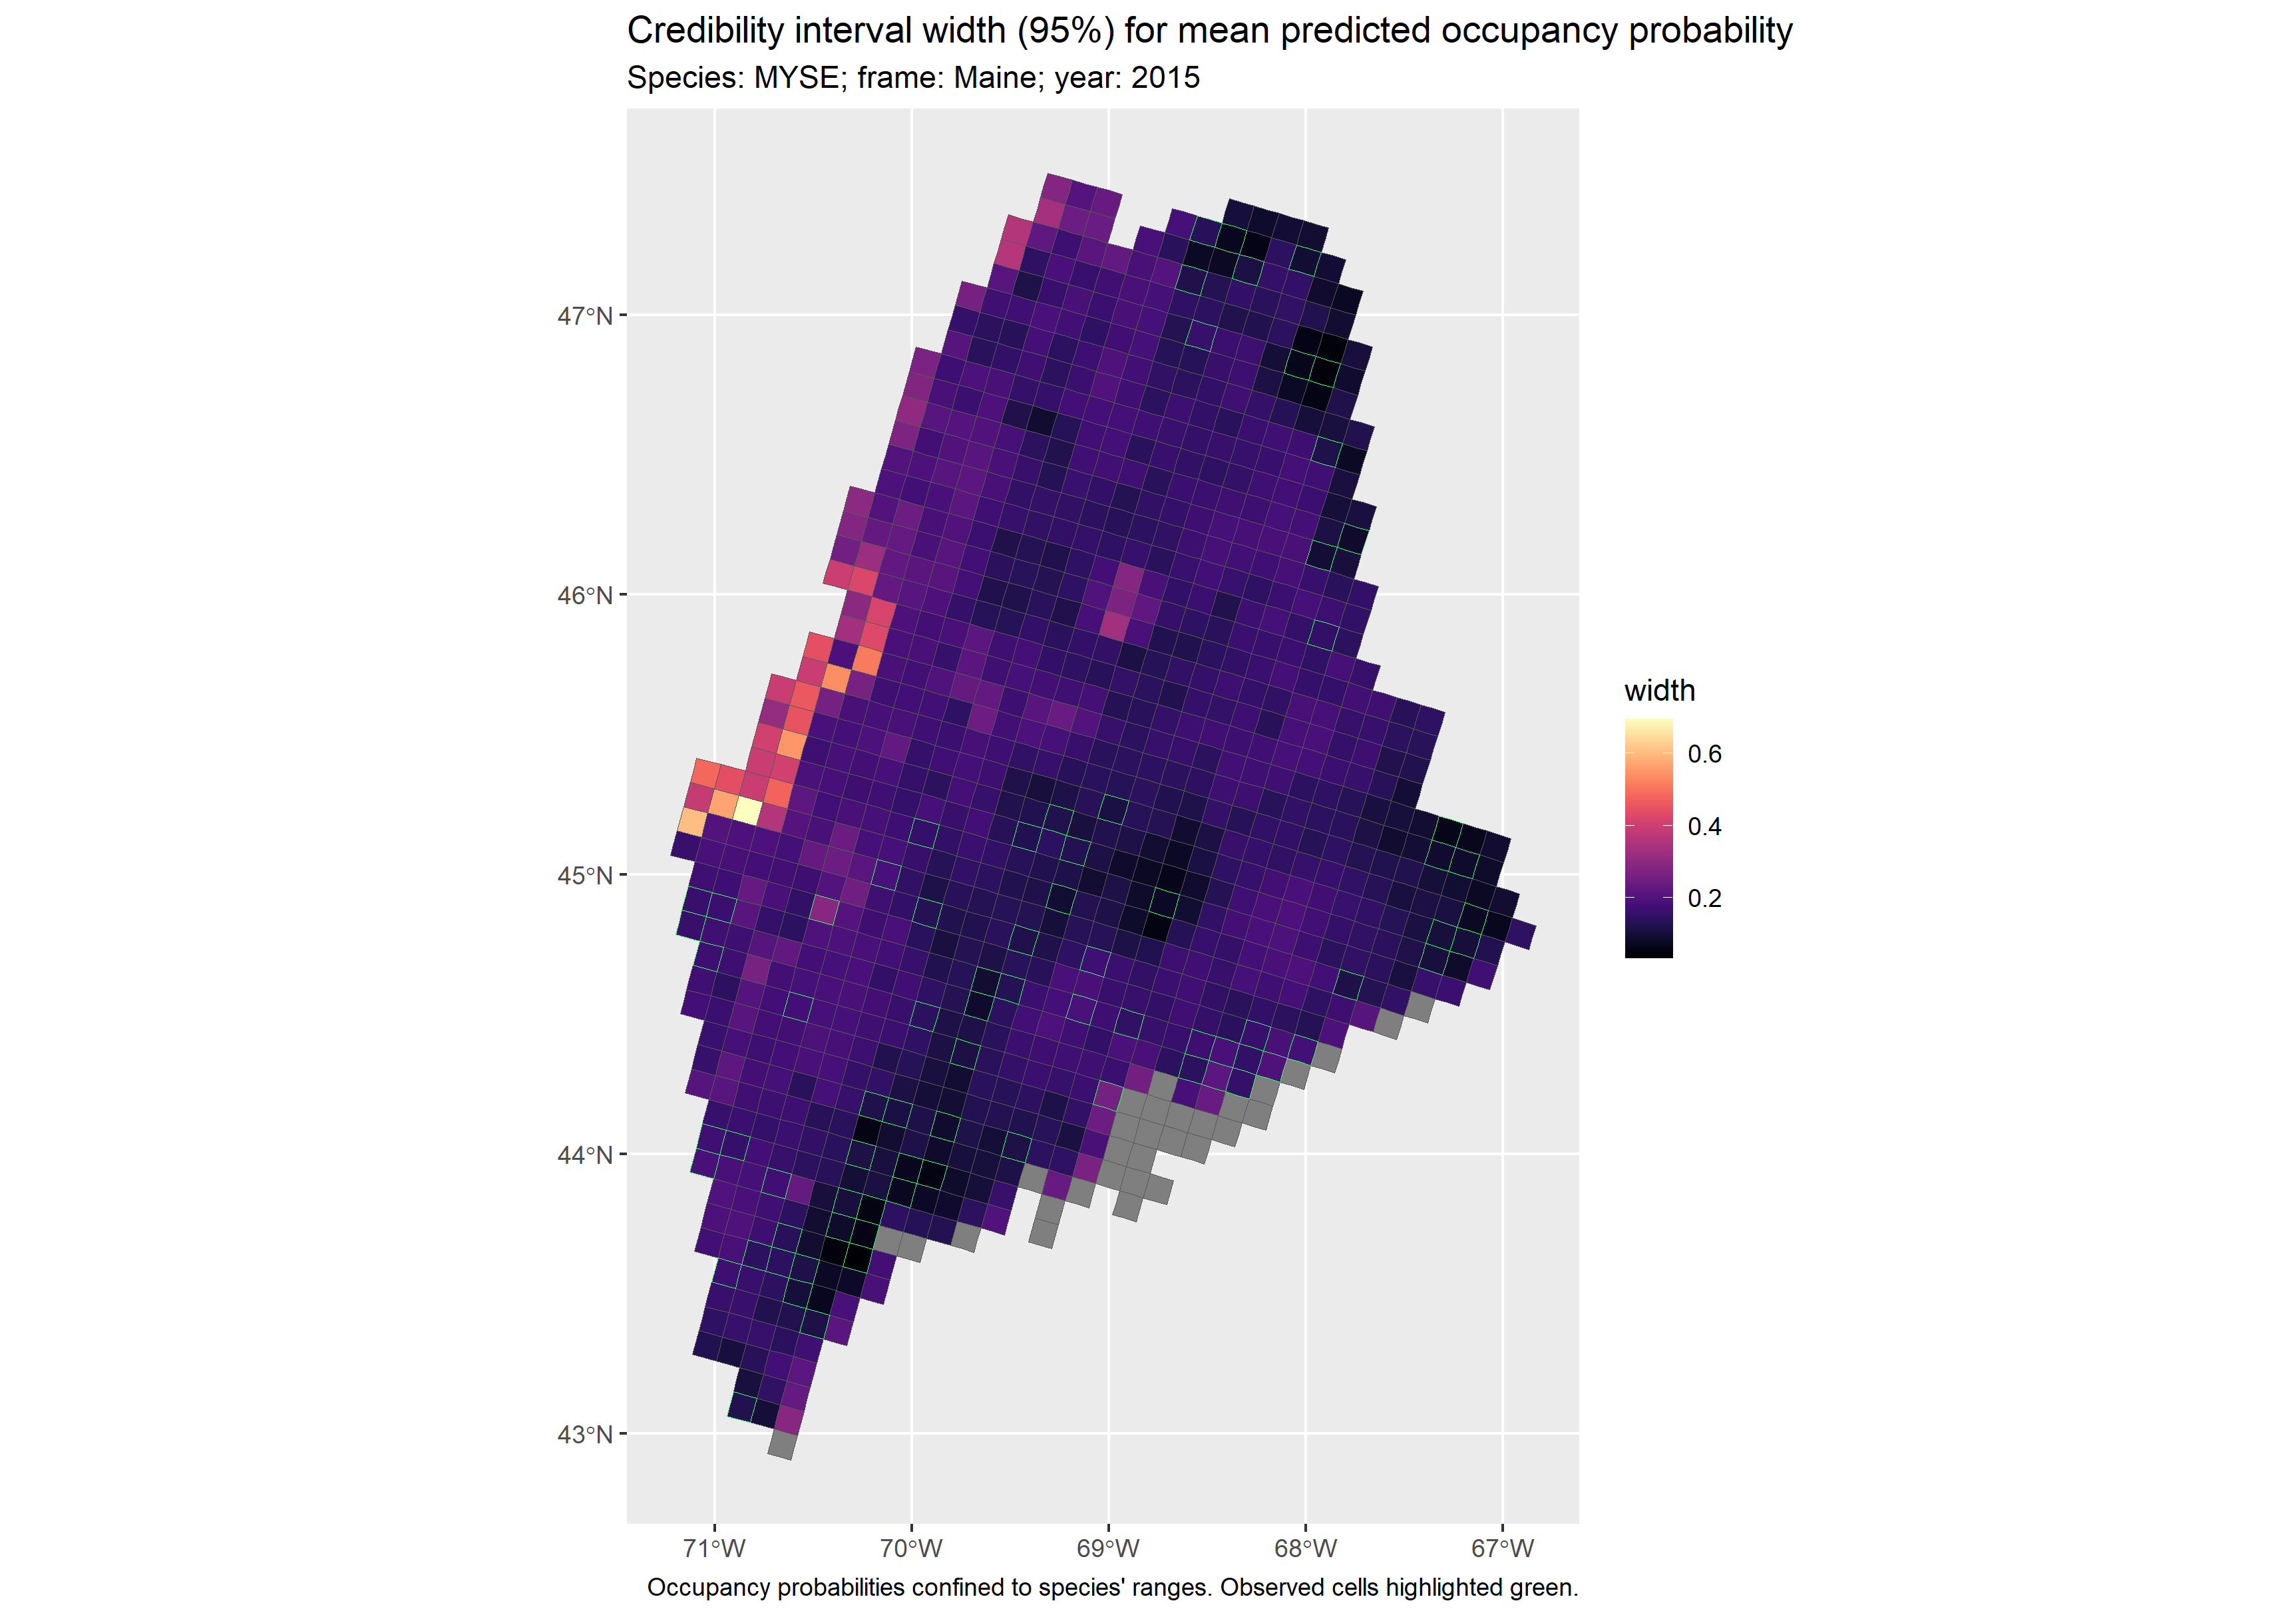 Credibility interval width (95%) for mean predicted occupancy probability
Species: MYSE; frame: Maine; year: 2015
47°N
46°N
45°N
44°N
43°N
71°W
70°W
69°W
68°W
67°W
width
0.6
0.4
0.2
Occupancy probabilities confined to species' ranges. Observed cells highlighted green.